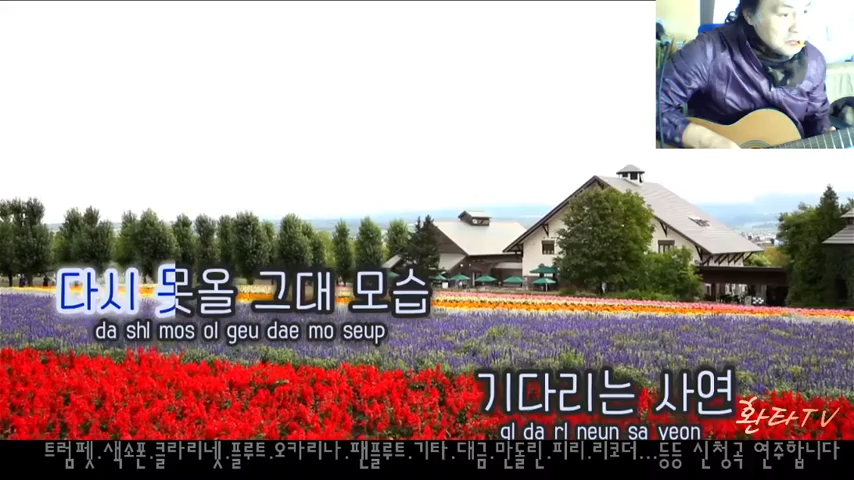 다시 못올 그대 모습
da shI mos ol geu dae mo seup
기다리는 사연
gI da rI neun sa yeon
환타TV
트럼펫.색소폰.클라리넷.플루트.오카리나.팬플루트.기타.대금.만돌린.피리.리코더...등등 신청곡 연주합니다